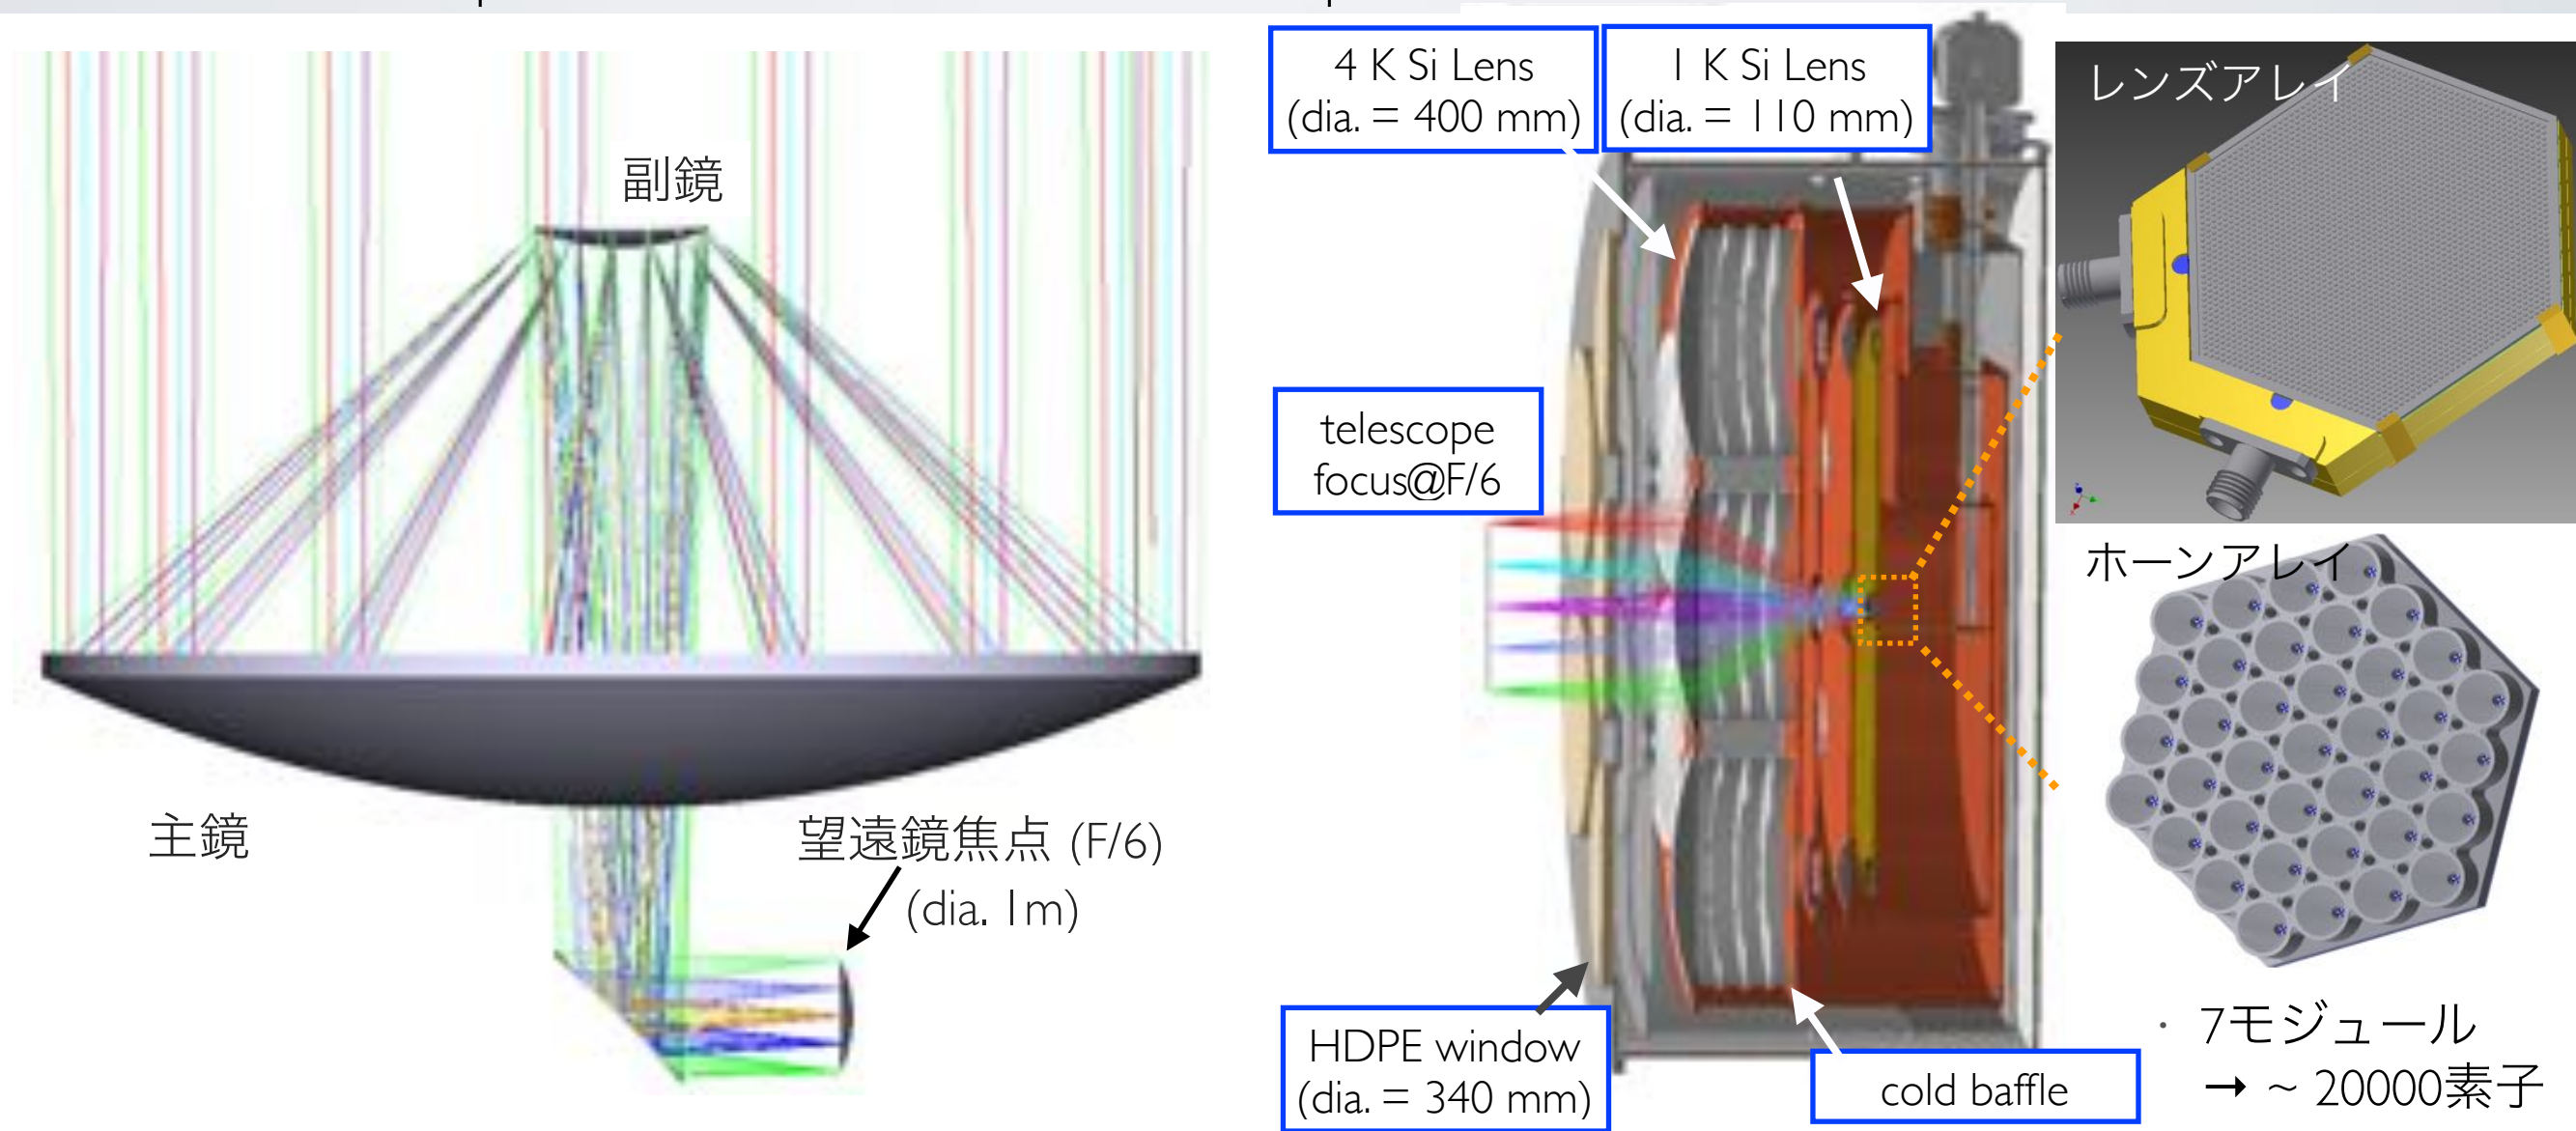 副鏡
主鏡
望遠鏡焦点 (F/6)
(dia. 1m)
4 K Si Lens
(dia. = 400 mm)
1 K Si Lens
(dia. = 110 mm)
telescope
focus@F/6
HDPE window
(dia. = 340 mm)
cold baffle
レンズアレイ
ホーンアレイ
· 7モジュール
→ ~ 20000素子